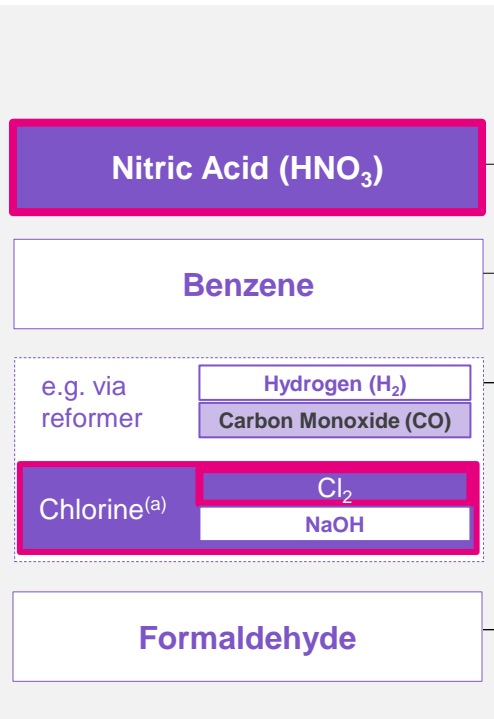 Nitric Acid (HNO₃)
Benzene
e.g. via
reformer
Hydrogen (H₂)
Carbon Monoxide (CO)
Chlorine⁽ᵃ⁾
Cl₂
NaOH
Formaldehyde